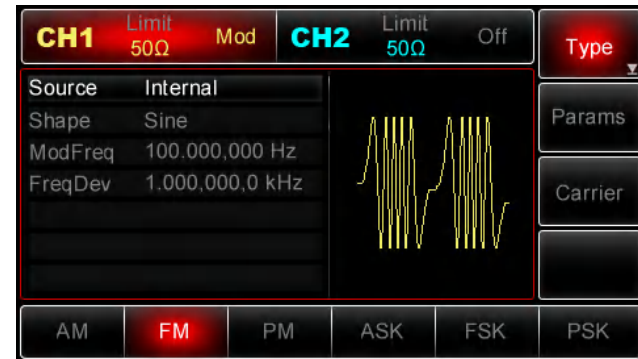 CH1 Limit 50Ω Mod CH2 Limit 50Ω Off
Type
Source Internal
Shape Sine
ModFreq 100.000,000 Hz
FreqDev 1.000,000,0 kHz
Params
Carrier
AM FM PM ASK FSK PSK